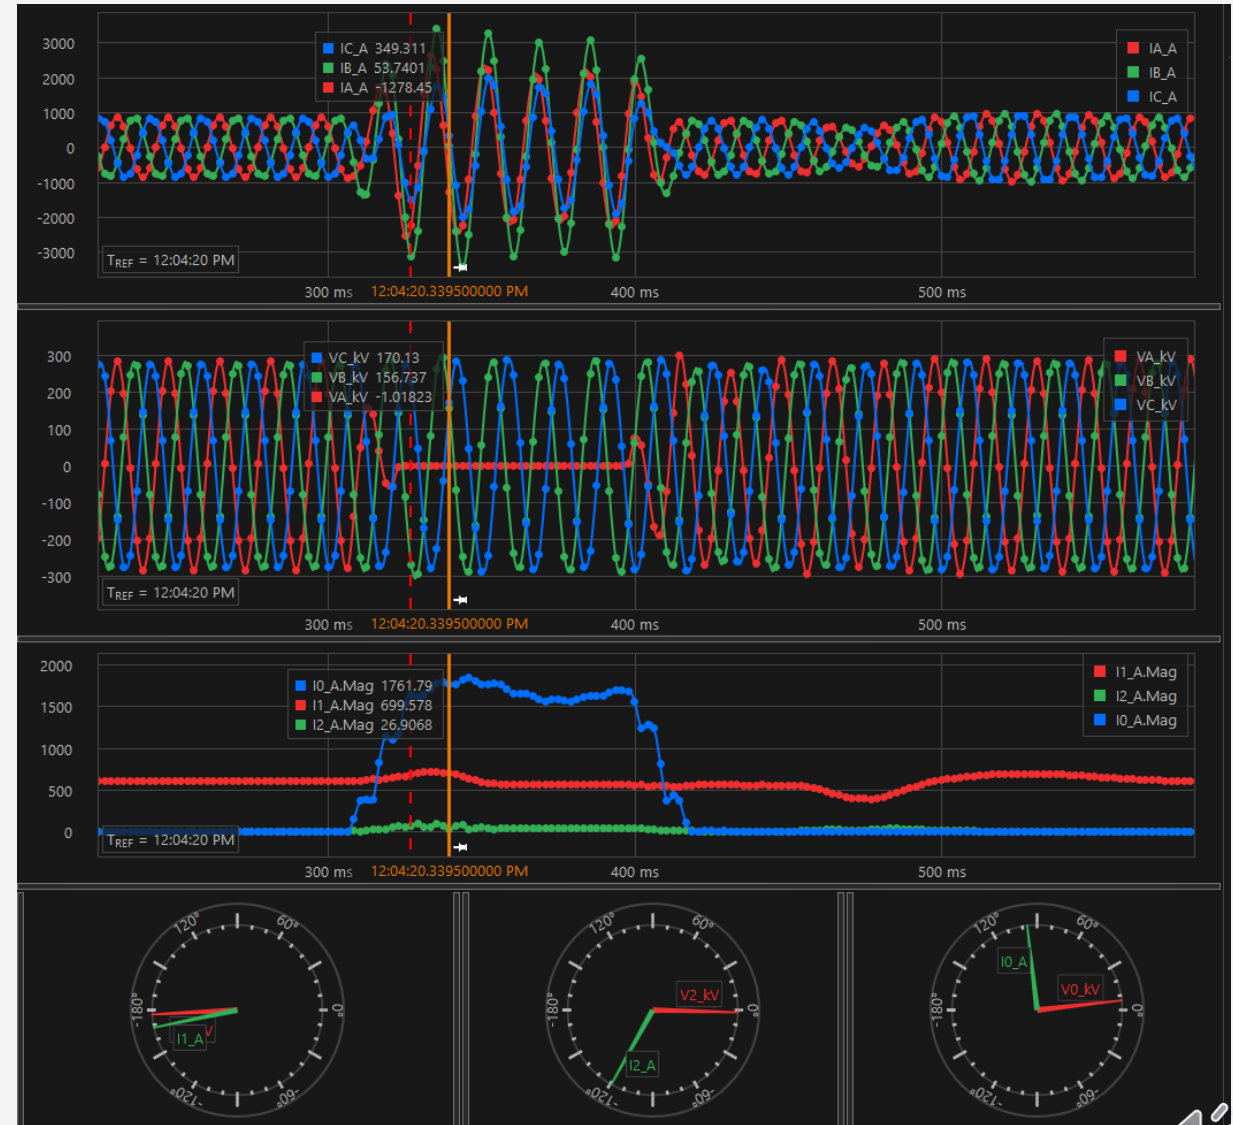 3000
2000
1000
0
-1000
-2000
-3000
IC_A 349.311
IB_A 53.7401
IA_A -1278.45
IA_A
IB_A
IC_A
TREF = 12:04:20 PM
300 ms
12:04:20.339500000 PM
400 ms
500 ms
300
200
100
0
-100
-200
-300
VC_kV 170.13
VB_kV 156.737
VA_kV -1.01823
VA_kV
VB_kV
VC_kV
TREF = 12:04:20 PM
300 ms
12:04:20.339500000 PM
400 ms
500 ms
2000
1500
1000
500
0
I0_A.Mag 1761.79
I1_A.Mag 699.578
I2_A.Mag 26.9068
I1_A.Mag
I2_A.Mag
I0_A.Mag
TREF = 12:04:20 PM
300 ms
12:04:20.339500000 PM
400 ms
500 ms
120°
60°
-180°
0°
-120°
-60°
I1_A
V
120°
60°
-180°
0°
-120°
-60°
V2_kV
I2_A
120°
60°
-180°
0°
-120°
-60°
I0_A
V0_kV